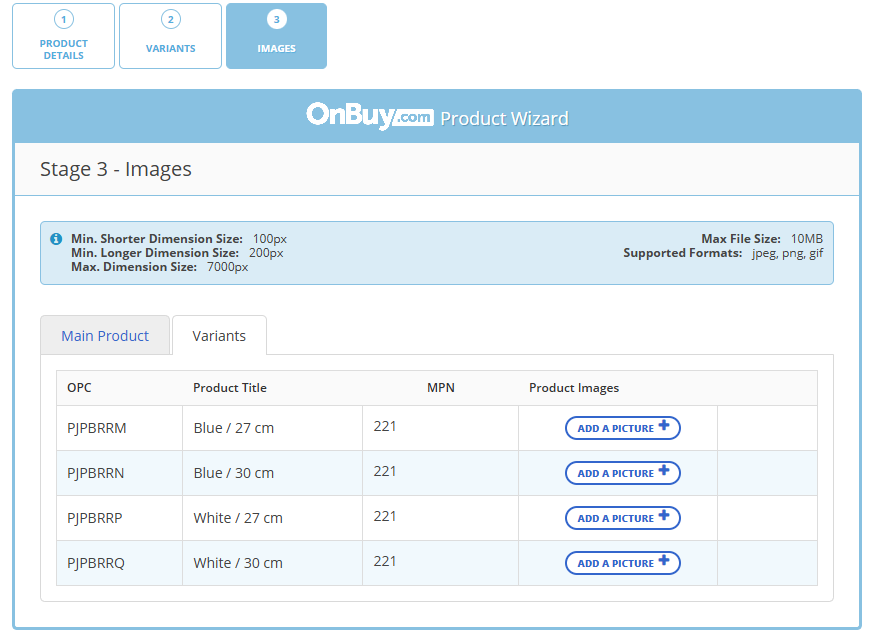 1
PRODUCT
DETAILS
2
VARIANTS
3
IMAGES
OnBuy.com Product Wizard
Stage 3 - Images
Min. Shorter Dimension Size: 100px
Min. Longer Dimension Size: 200px
Max. Dimension Size: 7000px
Max File Size: 10MB
Supported Formats: jpeg, png, gif
Main Product
Variants
OPC Product Title MPN Product Images
PJPBRRM Blue / 27 cm 221 ADD A PICTURE
PJPBRRN Blue / 30 cm 221 ADD A PICTURE
PJPBRRP White / 27 cm 221 ADD A PICTURE
PJPBRRQ White / 30 cm 221 ADD A PICTURE